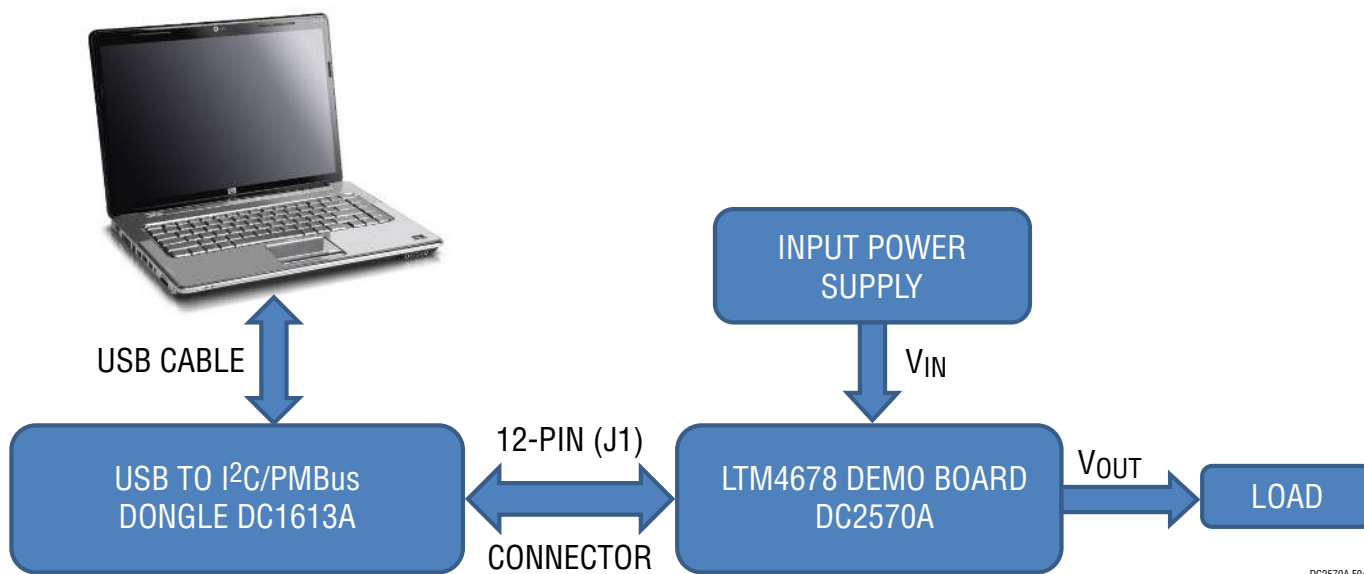 USB CABLE
INPUT POWER
SUPPLY
VIN
USB TO I2C/PMBus
DONGLE DC1613A
12-PIN (J1)
CONNECTOR
LTM4678 DEMO BOARD
DC2570A
VOUT
LOAD